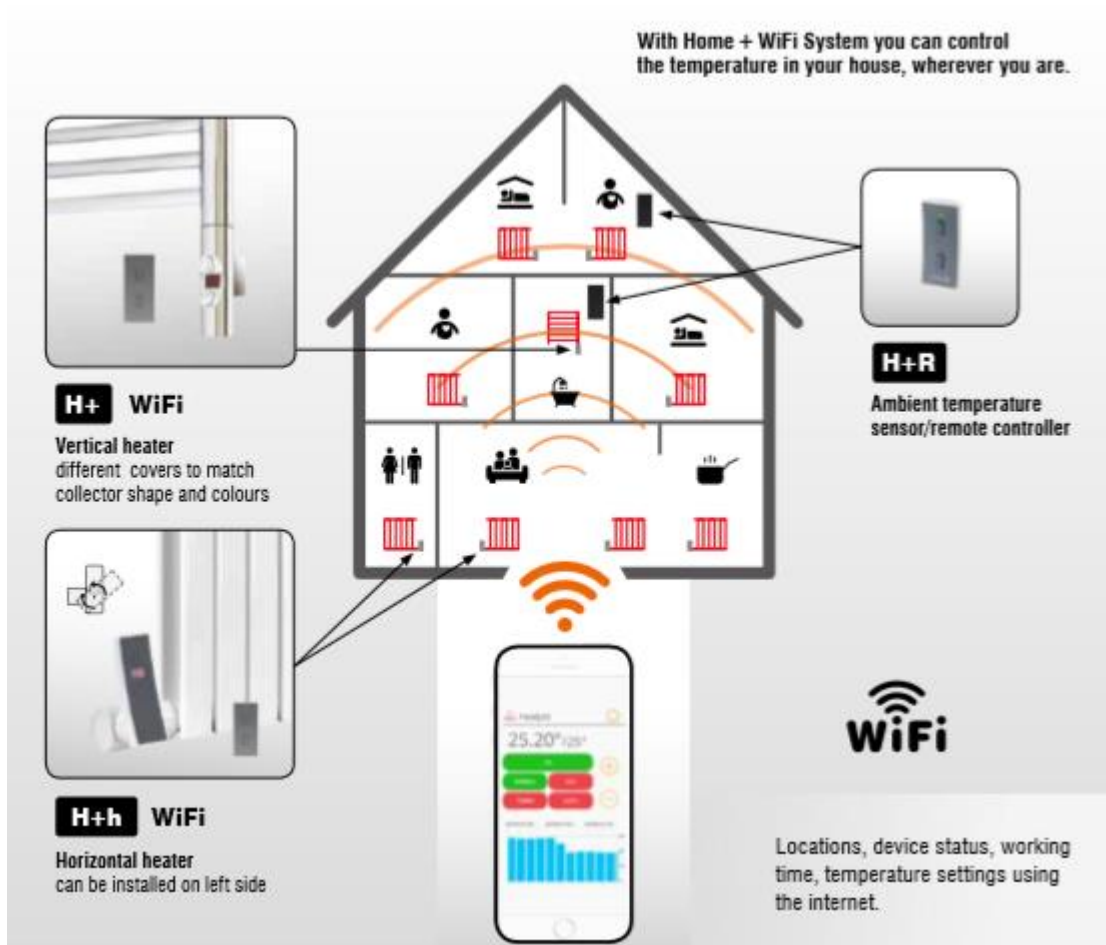 With Home + WiFi System you can control
the temperature in your house, wherever you are.
H+ WiFi
Vertical heater
different covers to match
collector shape and colours
H+R
Ambient temperature
sensor/remote controller
H+h WiFi
Horizontal heater
can be installed on left side
25.20°/25°
WiFi
Locations, device status, working
time, temperature settings using
the internet.